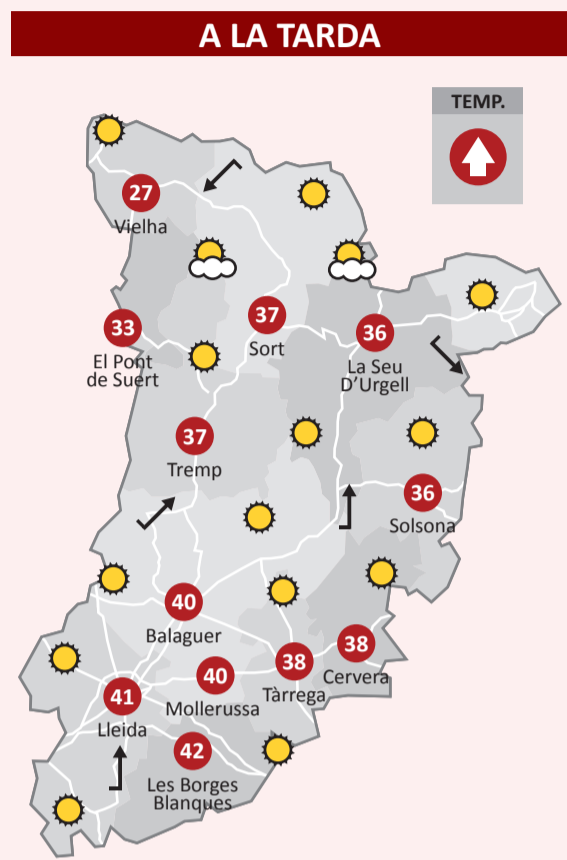 A LA TARDA
TEMP.
27
Vielha
33
El Pont
de Suert
37
Sort
36
La Seu
D'Urgell
37
Tremp
36
Solsona
40
Balaguer
38
Cervera
38
Tàrrega
40
Mollerussa
41
Lleida
42
Les Borges
Blanques